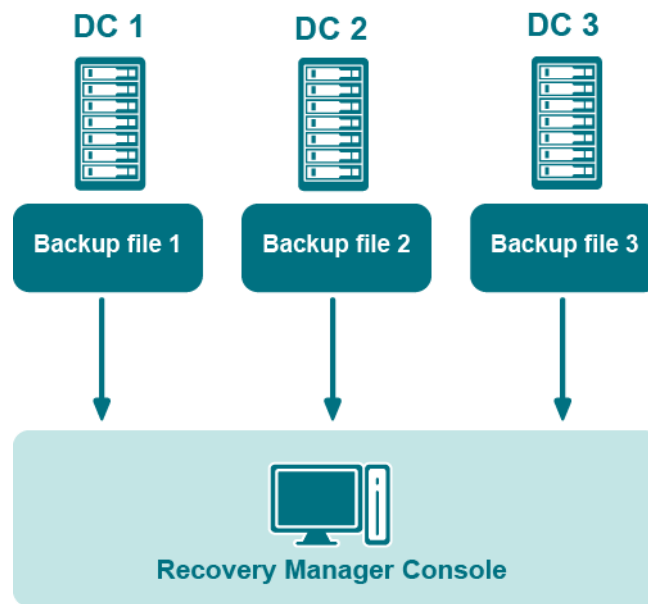 DC 1
DC 2
DC 3
Backup file 1
Backup file 2
Backup file 3
Recovery Manager Console